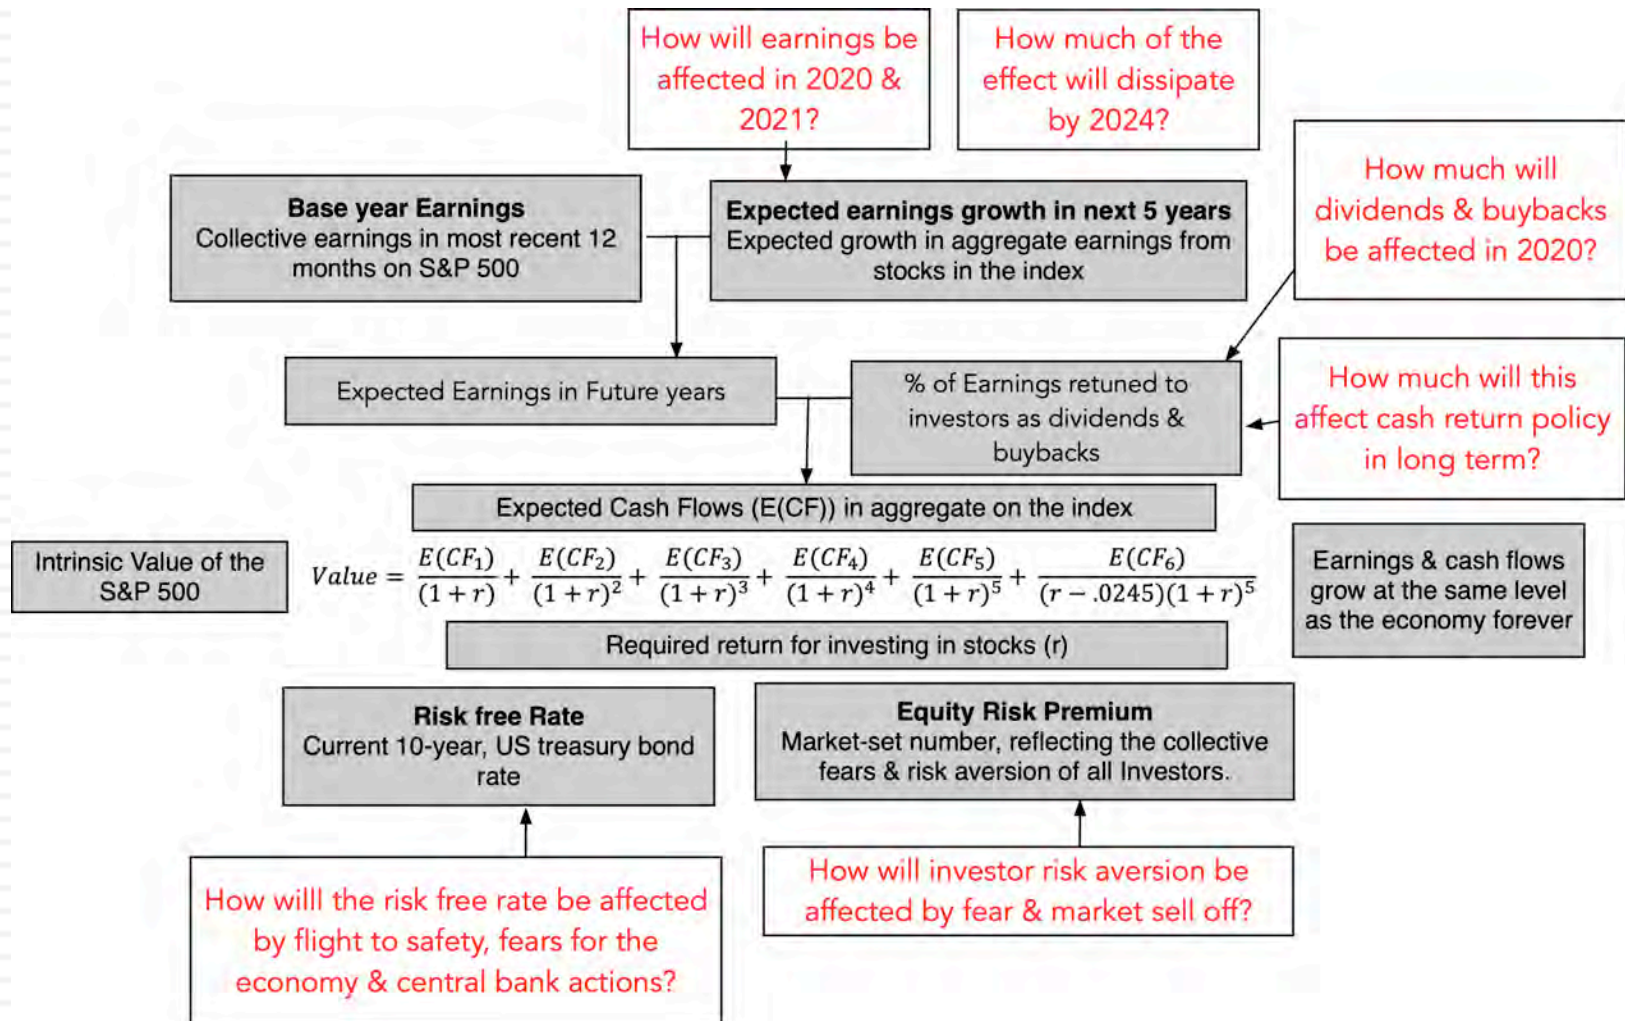 How will earnings be
affected in 2020 &
2021?
How much of the
effect will dissipate
by 2024?
How much will
dividends & buybacks
be affected in 2020?
Base year Earnings
Collective earnings in most recent 12
months on S&P 500
Expected earnings growth in next 5 years
Expected growth in aggregate earnings from
stocks in the index
Expected Earnings in Future years
% of Earnings retuned to
investors as dividends &
buybacks
How much will this
affect cash return policy
in long term?
Expected Cash Flows (E(CF)) in aggregate on the index
Intrinsic Value of the
S&P 500
Value = E(CF₁)/(1 + r) + E(CF₂)/(1 + r)² + E(CF₃)/(1 + r)³ + E(CF₄)/(1 + r)⁴ + E(CF₅)/(1 + r)⁵ + E(CF₆)/(r − .0245)(1 + r)⁵
Earnings & cash flows
grow at the same level
as the economy forever
Required return for investing in stocks (r)
Risk free Rate
Current 10-year, US treasury bond
rate
Equity Risk Premium
Market-set number, reflecting the collective
fears & risk aversion of all Investors.
How willl the risk free rate be affected
by flight to safety, fears for the
economy & central bank actions?
How will investor risk aversion be
affected by fear & market sell off?